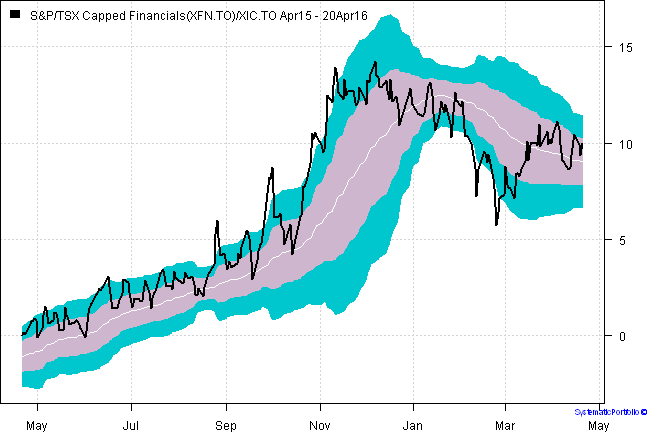 S&P/TSX Capped Financials(XFN.TO)/XIC.TO Apr15 - 20Apr16
15
10
5
0
May Jul Sep Nov Jan Mar May
SystematicPortfolio ©